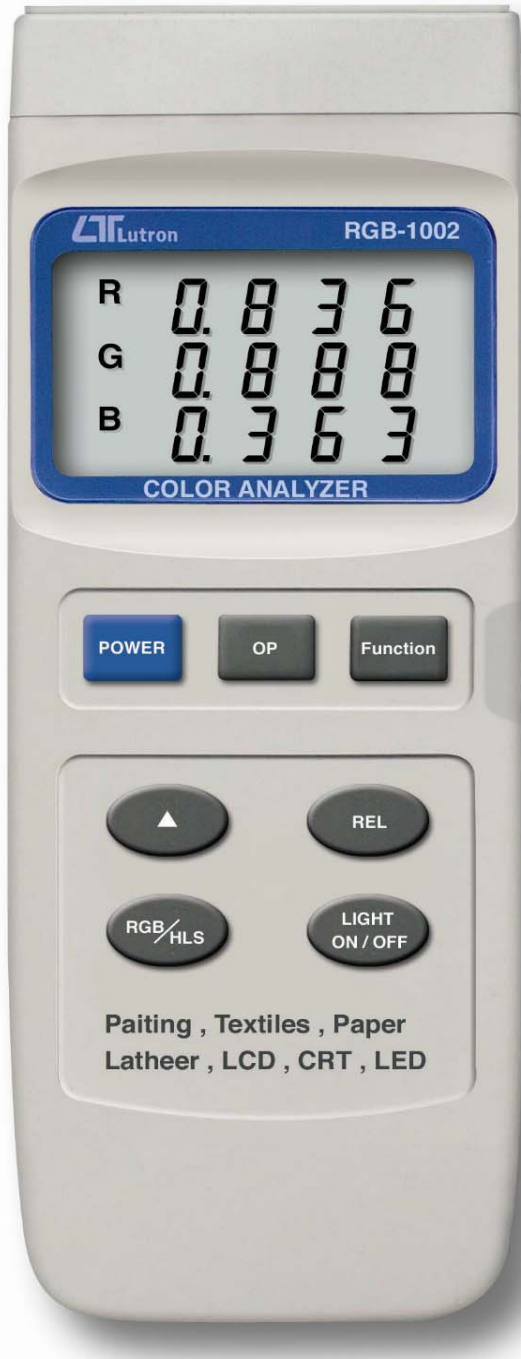 Lutron RGB-1002
R 0.836
G 0.888
B 0.363
COLOR ANALYZER
POWER OP Function
▲ REL
RGB/HLS LIGHT ON / OFF
Paiting , Textiles , Paper
Latheer , LCD , CRT , LED